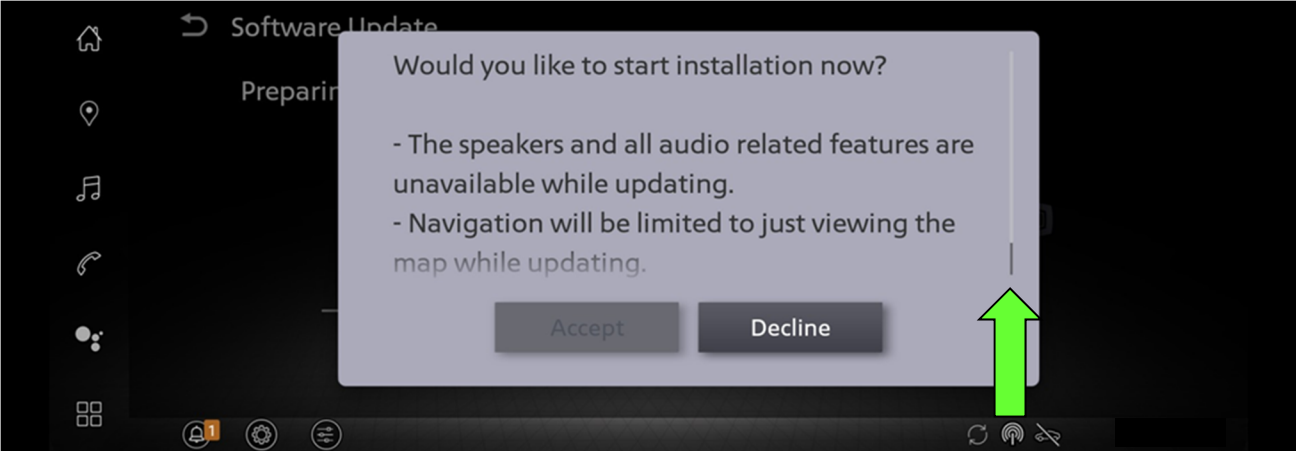 Software Update
Preparin
Would you like to start installation now?
- The speakers and all audio related features are
unavailable while updating.
- Navigation will be limited to just viewing the
map while updating.
Accept
Decline
1